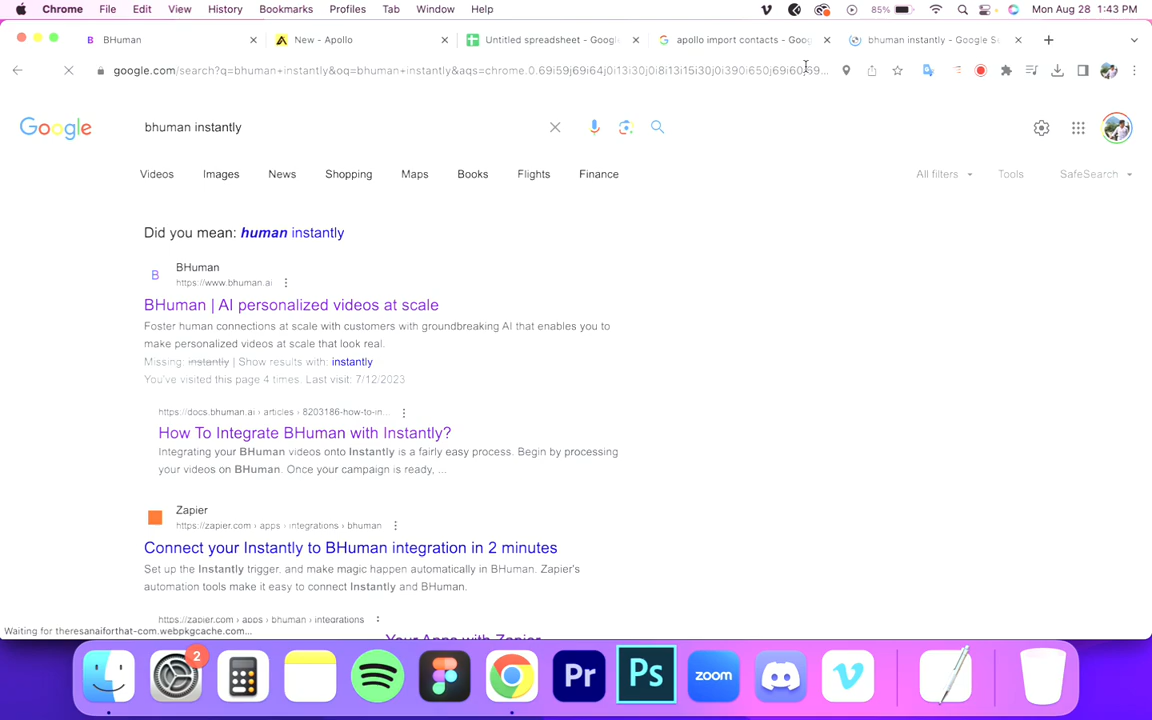 Chrome File Edit View History Bookmarks Profiles Tab Window Help 85% Mon Aug 28 1:43 PM
B BHuman New - Apollo Untitled spreadsheet - Google apollo import contacts - Goog bhuman instantly - Google Se
google.com/search?q=bhuman+instantly&oq=bhuman+instantly&aqs=chrome.0.69i59j69i64j0i13i30j0i8i13i15i30j0i390i650j69i60
Google bhuman instantly
Videos Images News Shopping Maps Books Flights Finance All filters Tools SafeSearch
Did you mean: human instantly
BHuman
B https://www.bhuman.ai
BHuman | AI personalized videos at scale
Foster human connections at scale with customers with groundbreaking AI that enables you to
make personalized videos at scale that look real.
Missing: instantly | Show results with: instantly
You've visited this page 4 times. Last visit: 7/12/2023
https://docs.bhuman.ai › articles › 8203186-how-to-in...
How To Integrate BHuman with Instantly?
Integrating your BHuman videos onto Instantly is a fairly easy process. Begin by processing
your videos on BHuman. Once your campaign is ready, ...
Zapier
https://zapier.com › apps › integrations › bhuman
Connect your Instantly to BHuman integration in 2 minutes
Set up the Instantly trigger, and make magic happen automatically in BHuman. Zapier's
automation tools make it easy to connect Instantly and BHuman.
https://zapier.com › apps › bhuman › integrations
Your Apps with Zapier
Waiting for theresanaiforthat-com.webpkgcache.com...
2
Pr Ps zoom